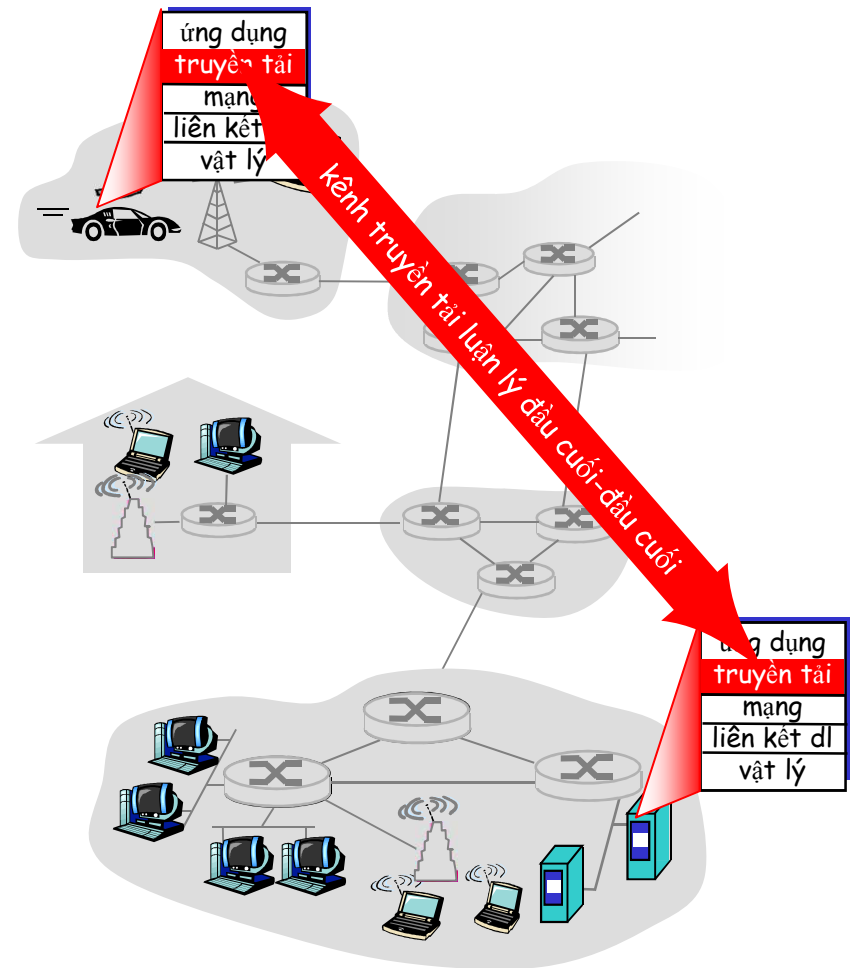 ứng dụng
truyền tải
mạng
liên kết
vật lý
kênh truyền tải luận lý đầu cuối-đầu cuối
ứng dụng
truyền tải
mạng
liên kết dl
vật lý